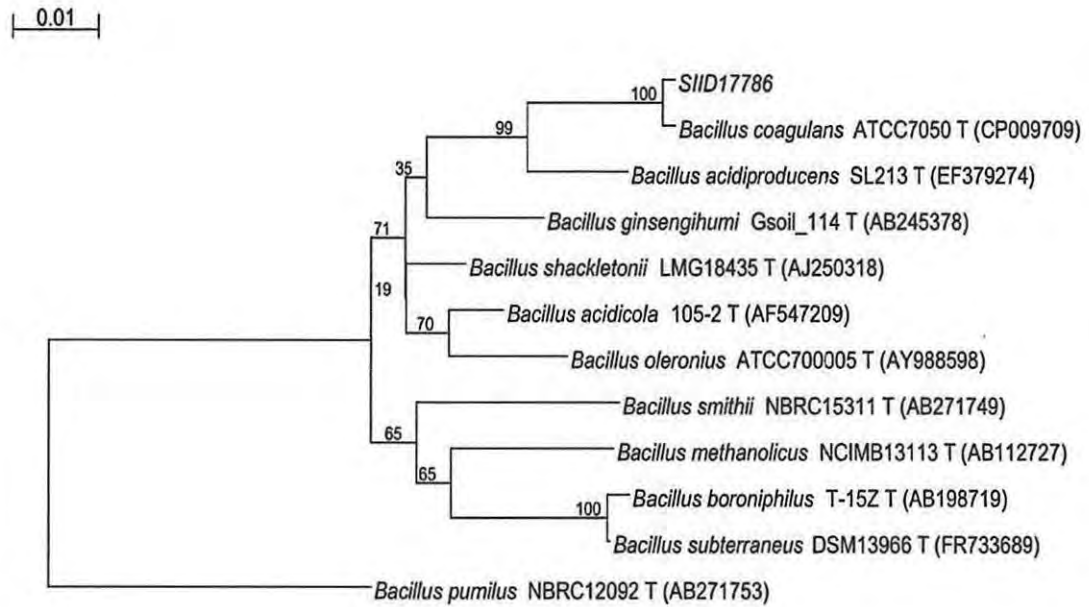 0.01
SIID17786
100
Bacillus coagulans ATCC7050 T (CP009709)
99
Bacillus acidiproducens SL213 T (EF379274)
35
Bacillus ginsengihumi Gsoil_114 T (AB245378)
71
Bacillus shackletonii LMG18435 T (AJ250318)
19
Bacillus acidicola 105-2 T (AF547209)
70
Bacillus oleronius ATCC700005 T (AY988598)
Bacillus smithii NBRC15311 T (AB271749)
65
Bacillus methanolicus NCIMB13113 T (AB112727)
65
Bacillus boroniphilus T-15Z T (AB198719)
100
Bacillus subterraneus DSM13966 T (FR733689)
Bacillus pumilus NBRC12092 T (AB271753)